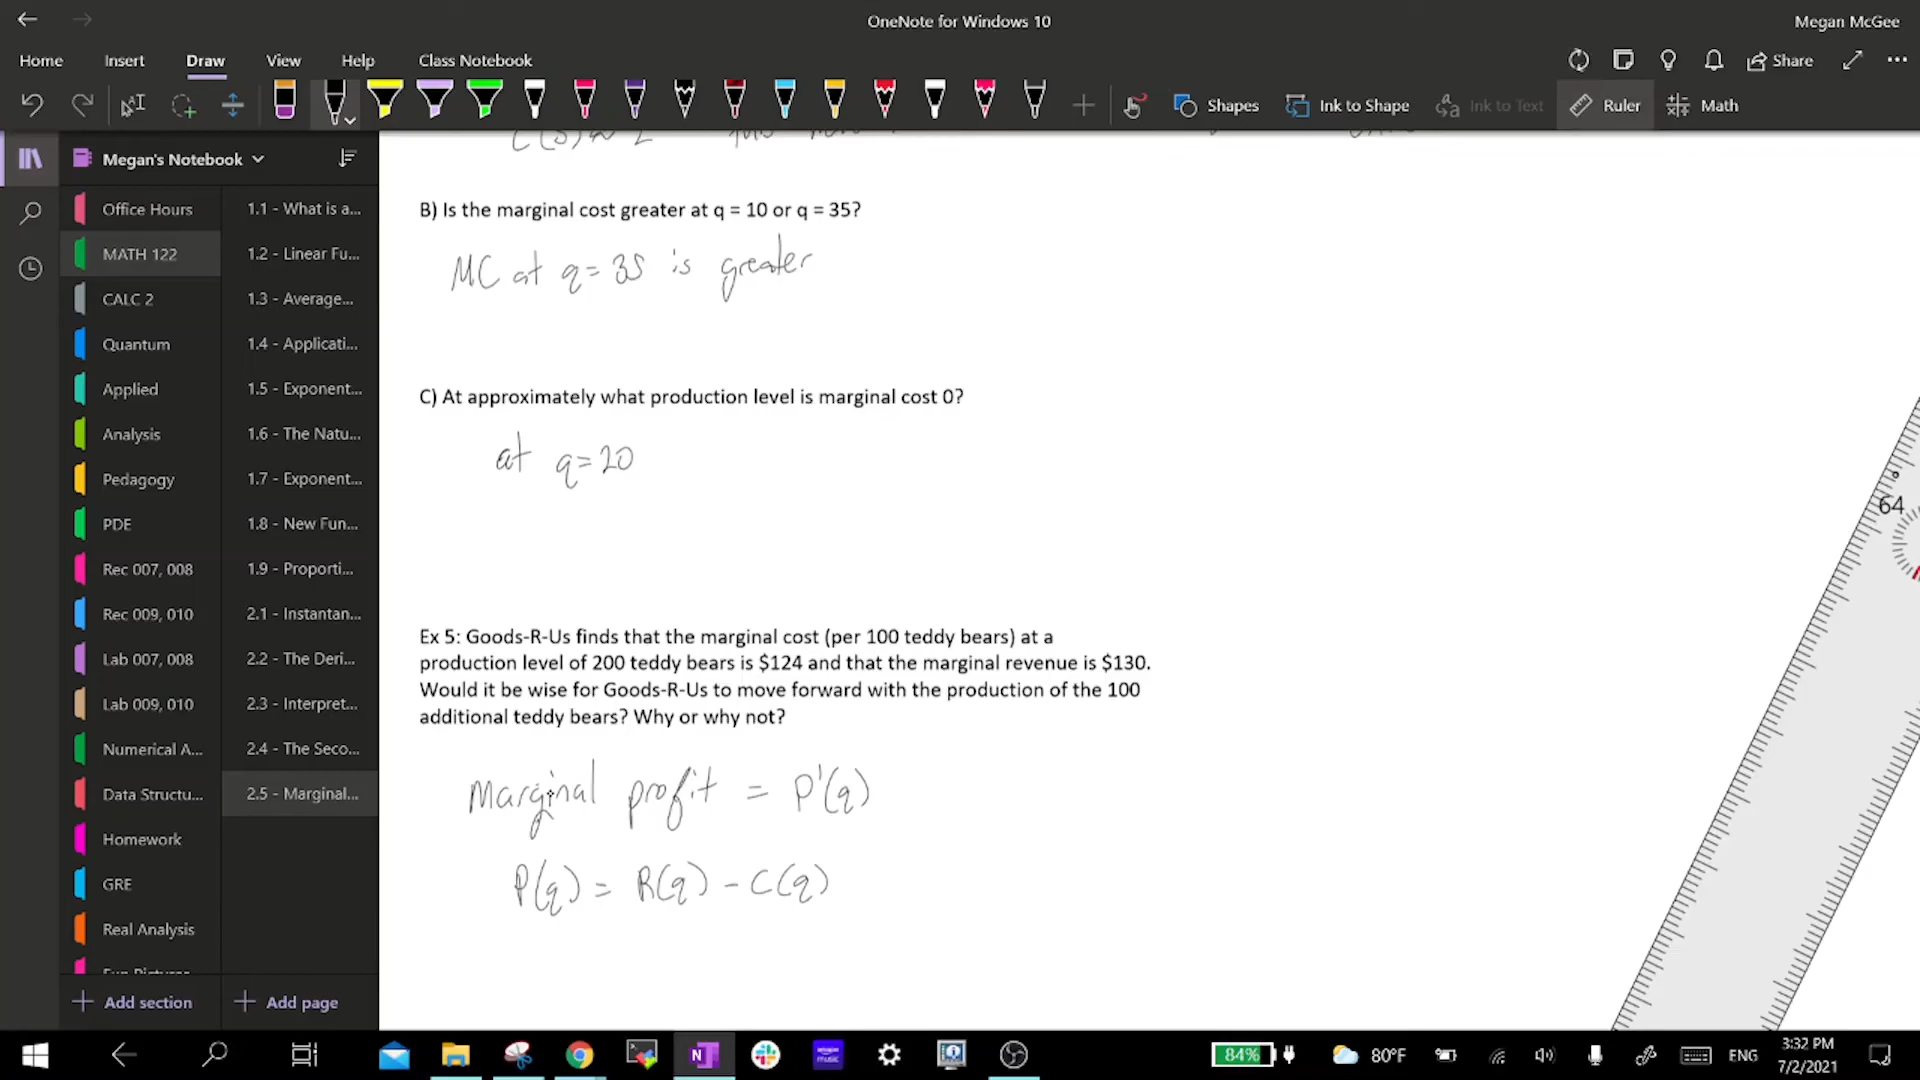 OneNote for Windows 10
Megan McGee
Home Insert Draw View Help Class Notebook
Share
Shapes Ink to Shape Ink to Text Ruler Math
Megan's Notebook
Office Hours
MATH 122
CALC 2
Quantum
Applied
Analysis
Pedagogy
PDE
Rec 007, 008
Rec 009, 010
Lab 007, 008
Lab 009, 010
Numerical A...
Data Structu...
Homework
GRE
Real Analysis
Add section
1.1 - What is a...
1.2 - Linear Fu...
1.3 - Average...
1.4 - Applicati...
1.5 - Exponent...
1.6 - The Natu...
1.7 - Exponent...
1.8 - New Fun...
1.9 - Proporti...
2.1 - Instantan...
2.2 - The Deri...
2.3 - Interpret...
2.4 - The Seco...
2.5 - Marginal...
Add page
B) Is the marginal cost greater at q = 10 or q = 35?
MC at q=35 is greater
C) At approximately what production level is marginal cost 0?
at q=20
Ex 5: Goods-R-Us finds that the marginal cost (per 100 teddy bears) at a
production level of 200 teddy bears is $124 and that the marginal revenue is $130.
Would it be wise for Goods-R-Us to move forward with the production of the 100
additional teddy bears? Why or why not?
Marginal profit = P'(q)
P(q) = R(q) - C(q)
64°
84%
80°F
ENG
3:32 PM
7/2/2021